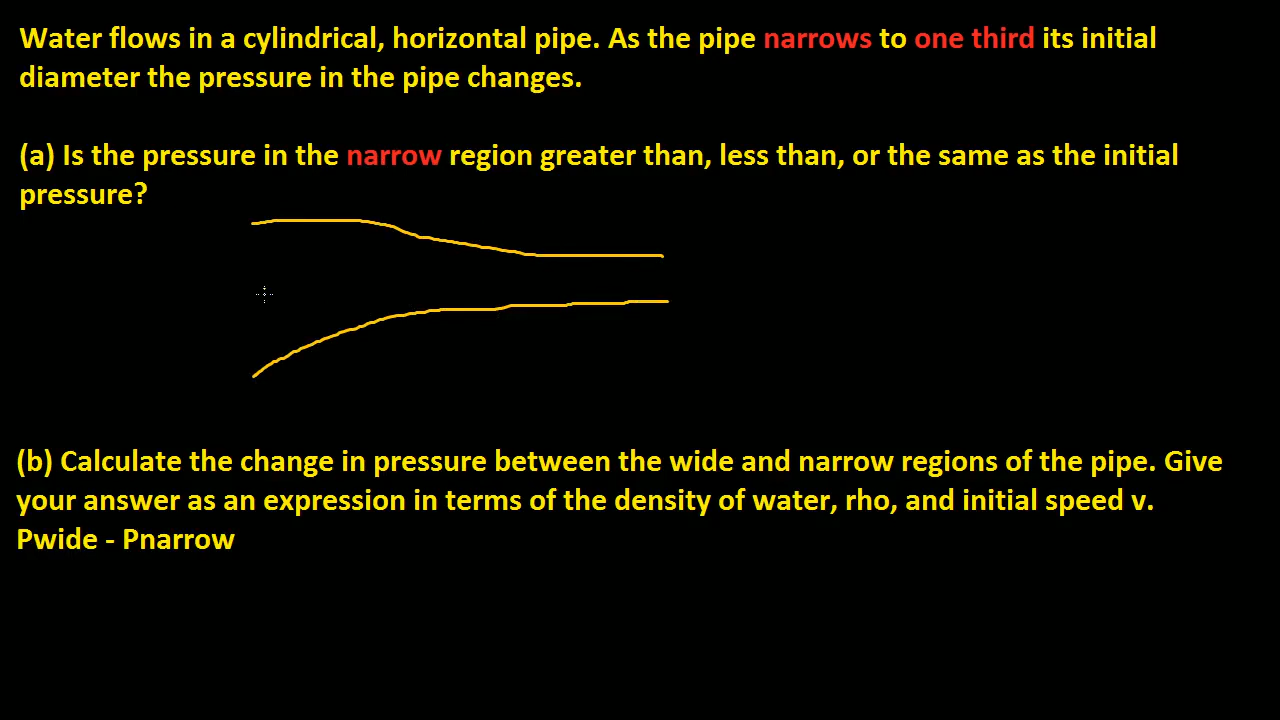 Water flows in a cylindrical, horizontal pipe. As the pipe narrows to one third its initial
diameter the pressure in the pipe changes.
(a) Is the pressure in the narrow region greater than, less than, or the same as the initial
pressure?
(b) Calculate the change in pressure between the wide and narrow regions of the pipe. Give
your answer as an expression in terms of the density of water, rho, and initial speed v.
Pwide - Pnarrow